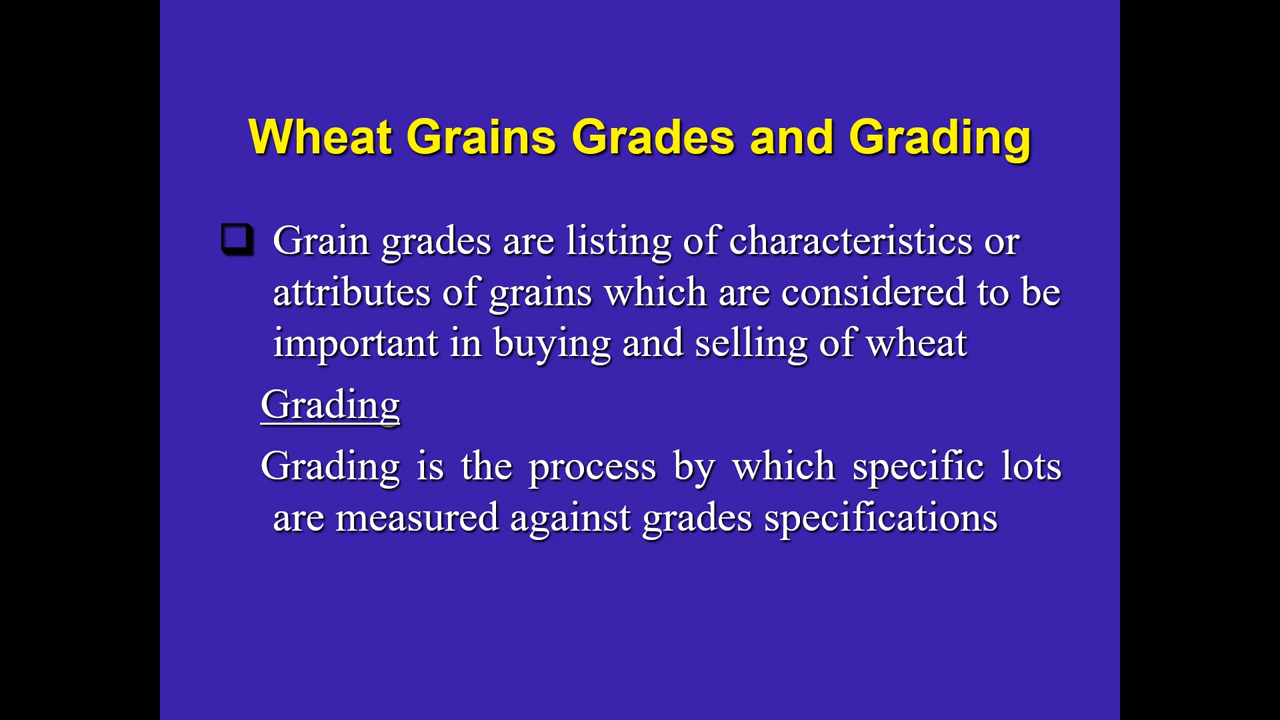 Wheat Grains Grades and Grading
Grain grades are listing of characteristics or
attributes of grains which are considered to be
important in buying and selling of wheat
Grading
Grading is the process by which specific lots
are measured against grades specifications